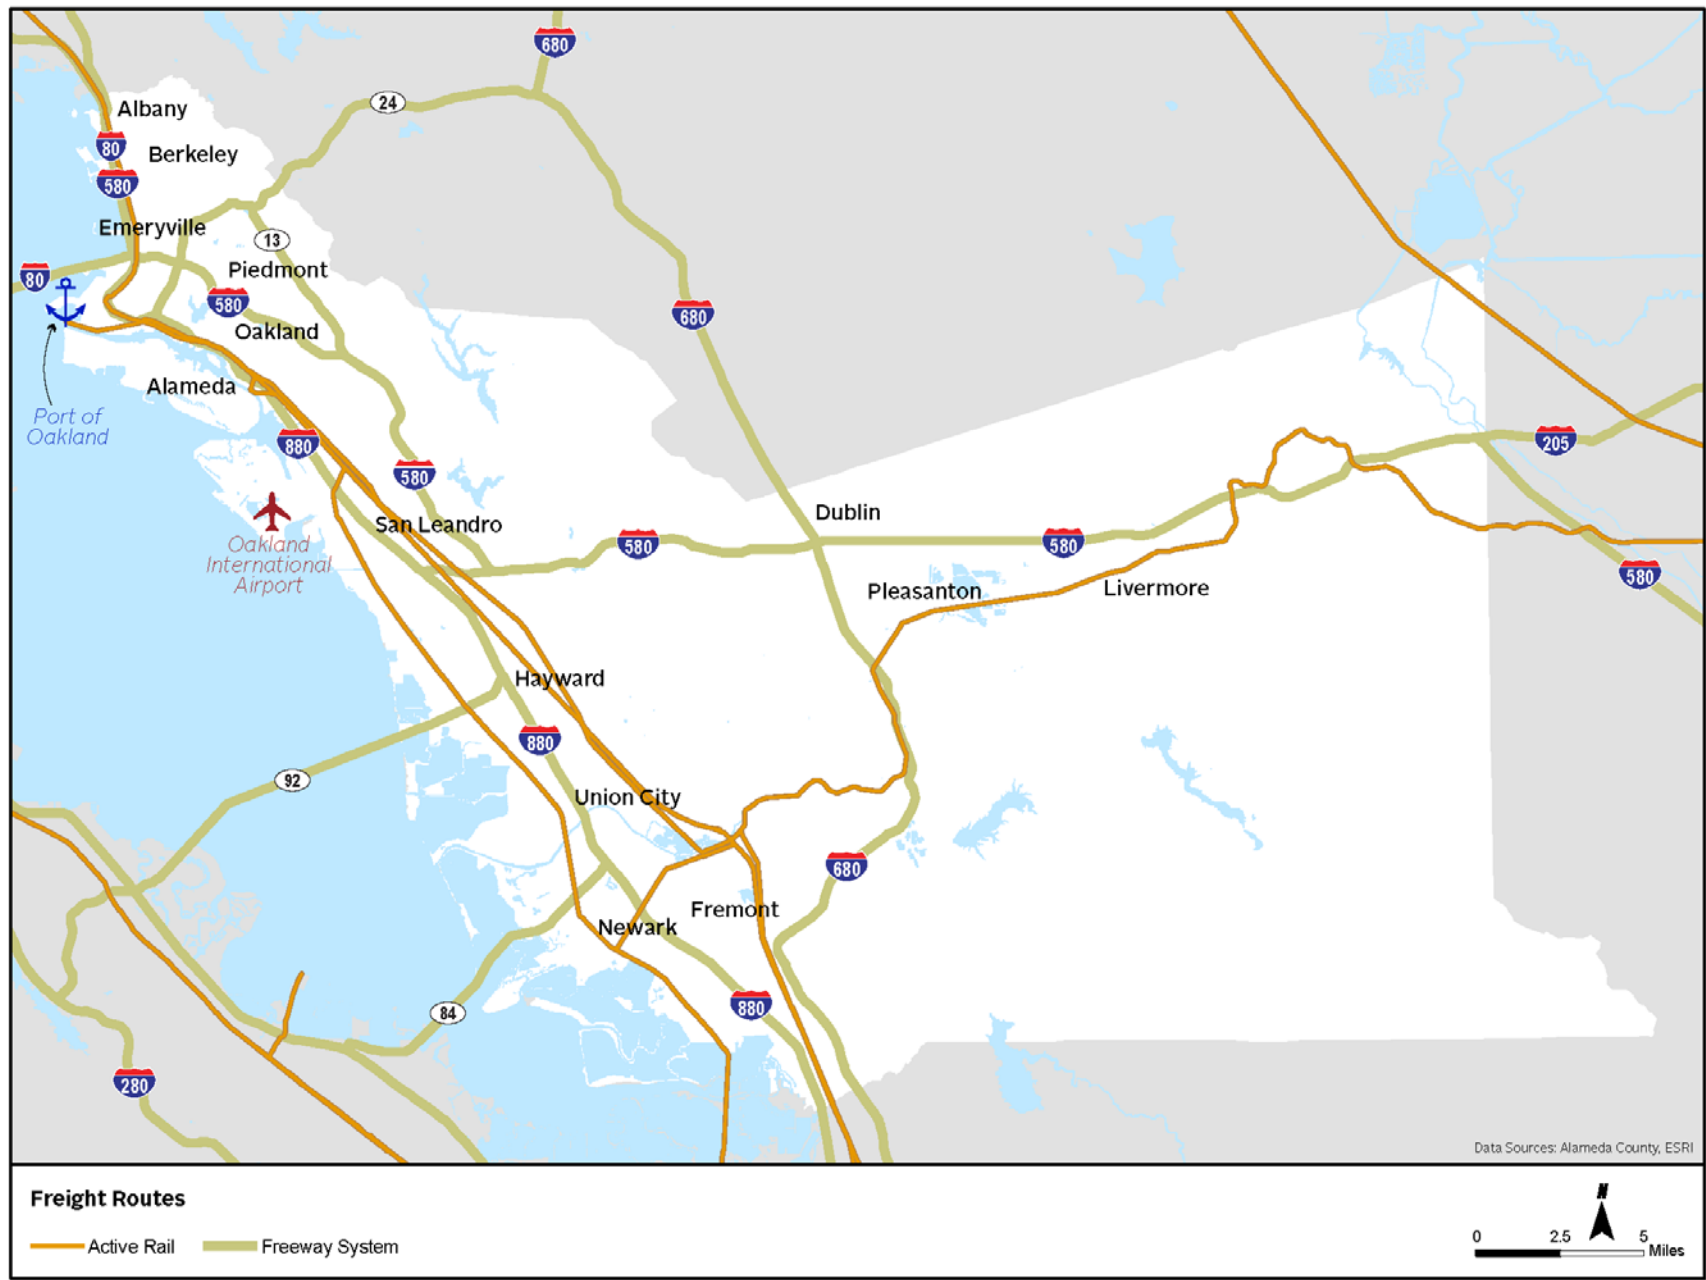 680
24
Albany
80
Berkeley
580
Emeryville
13
80
Piedmont
580
680
Oakland
Alameda
Port of
Oakland
880
205
580
Dublin
San Leandro
580
580
Oakland
International
Airport
580
Pleasanton
Livermore
Hayward
880
92
Union City
680
Fremont
Newark
880
84
280
Data Sources: Alameda County, ESRI
Freight Routes
Active Rail
Freeway System
N
0 2.5 5
Miles